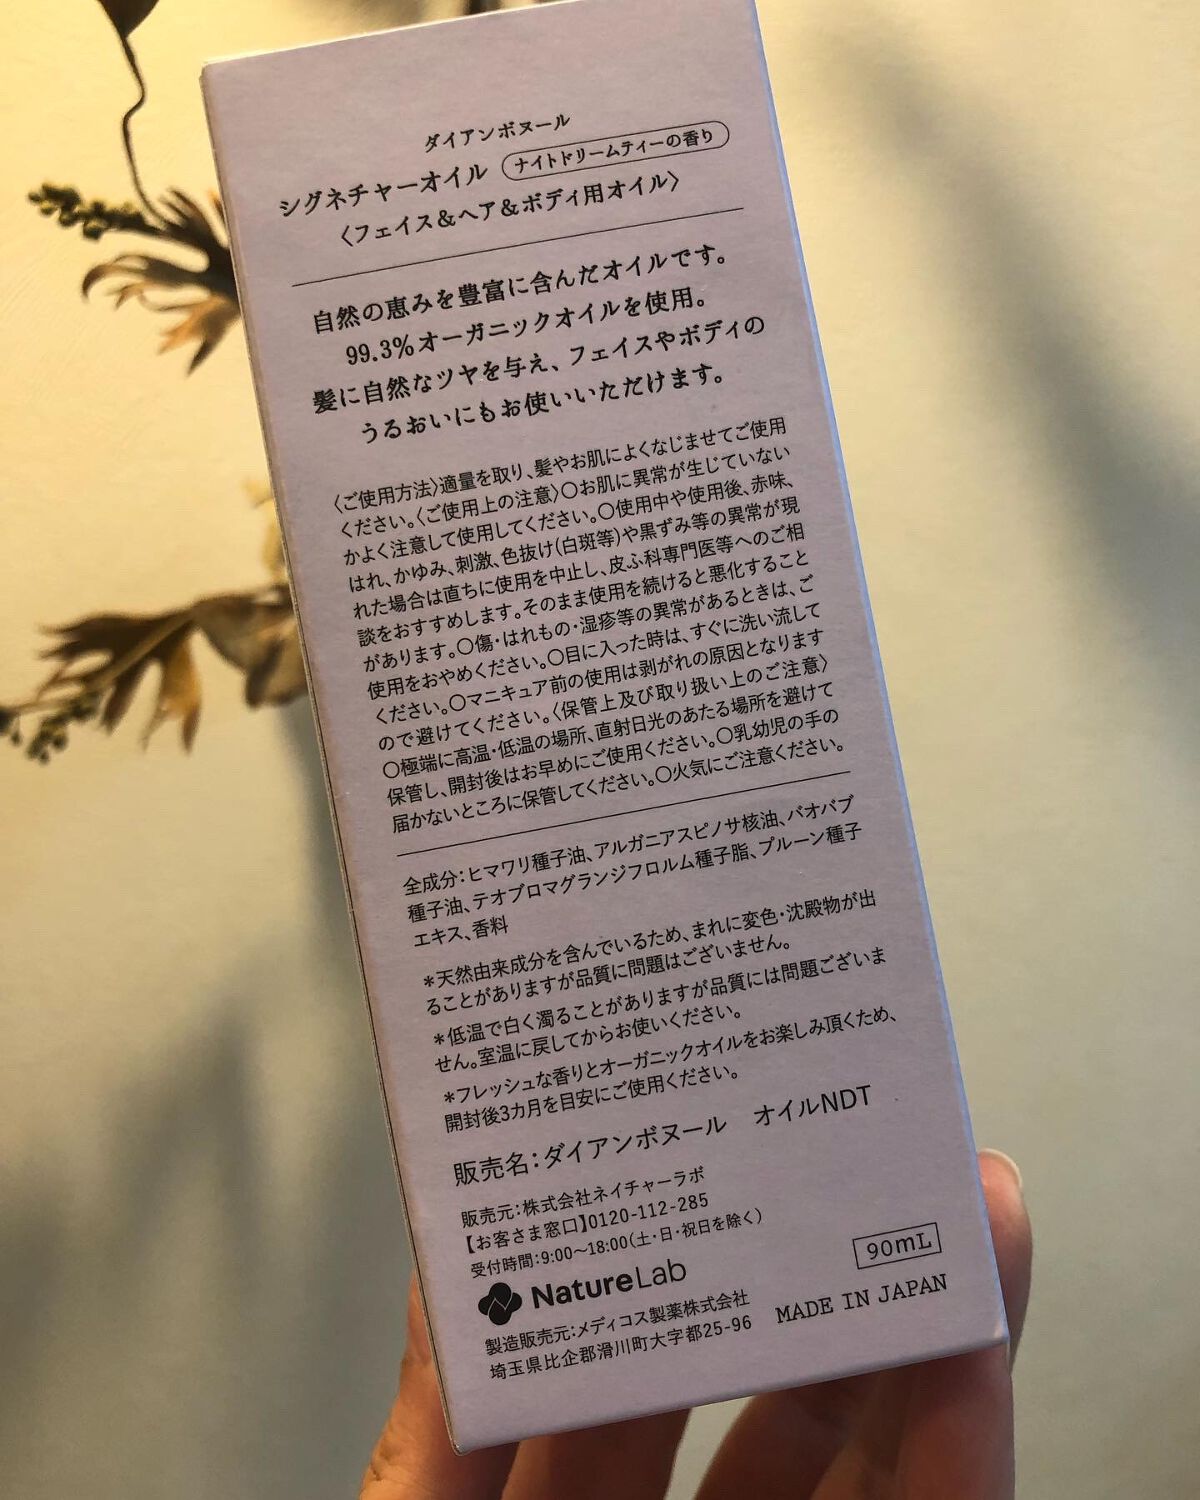 ダイアンボヌール
シグネチャーオイル ナイトドリームティーの香り
〈フェイス&ヘア&ボディ用オイル〉
自然の恵みを豊富に含んだオイルです。
99.3%オーガニックオイルを使用。
髪に自然なツヤを与え、フェイスやボディの
うるおいにもお使いいただけます。
〈ご使用方法〉適量を取り、髪やお肌によくなじませてご使用
ください。〈ご使用上の注意〉○お肌に異常が生じていない
かよく注意して使用してください。○使用中や使用後、赤味、
はれ、かゆみ、刺激、色抜け(白斑等)や黒ずみ等の異常が現
れた場合は直ちに使用を中止し、皮ふ科専門医等へのご相
談をおすすめします。そのまま使用を続けると悪化すること
があります。○傷・はれもの・湿疹等の異常があるときは、ご
使用をおやめください。○目に入った時は、すぐに洗い流して
ください。○マニキュア前の使用は剥がれの原因となります
ので避けてください。〈保管上及び取り扱い上のご注意〉
○極端に高温・低温の場所、直射日光のあたる場所を避けて
保管し、開封後はお早めにご使用ください。○乳幼児の手の
届かないところに保管してください。○火気にご注意ください。
全成分:ヒマワリ種子油、アルガニアスピノサ核油、バオバブ
種子油、テオブロマグランジフロルム種子脂、プルーン種子
エキス、香料
*天然由来成分を含んでいるため、まれに変色・沈殿物が出
ることがありますが品質に問題はございません。
*低温で白く濁ることがありますが品質には問題ございま
せん。室温に戻してからお使いください。
*フレッシュな香りとオーガニックオイルをお楽しみ頂くため、
開封後3カ月を目安にご使用ください。
販売名:ダイアンボヌール オイルNDT
販売元:株式会社ネイチャーラボ
【お客さま窓口】0120-112-285
受付時間:9:00〜18:00(土・日・祝日を除く)
NatureLab
90mL
製造販売元:メディコス製薬株式会社
埼玉県比企郡滑川町大字都25-96
MADE IN JAPAN